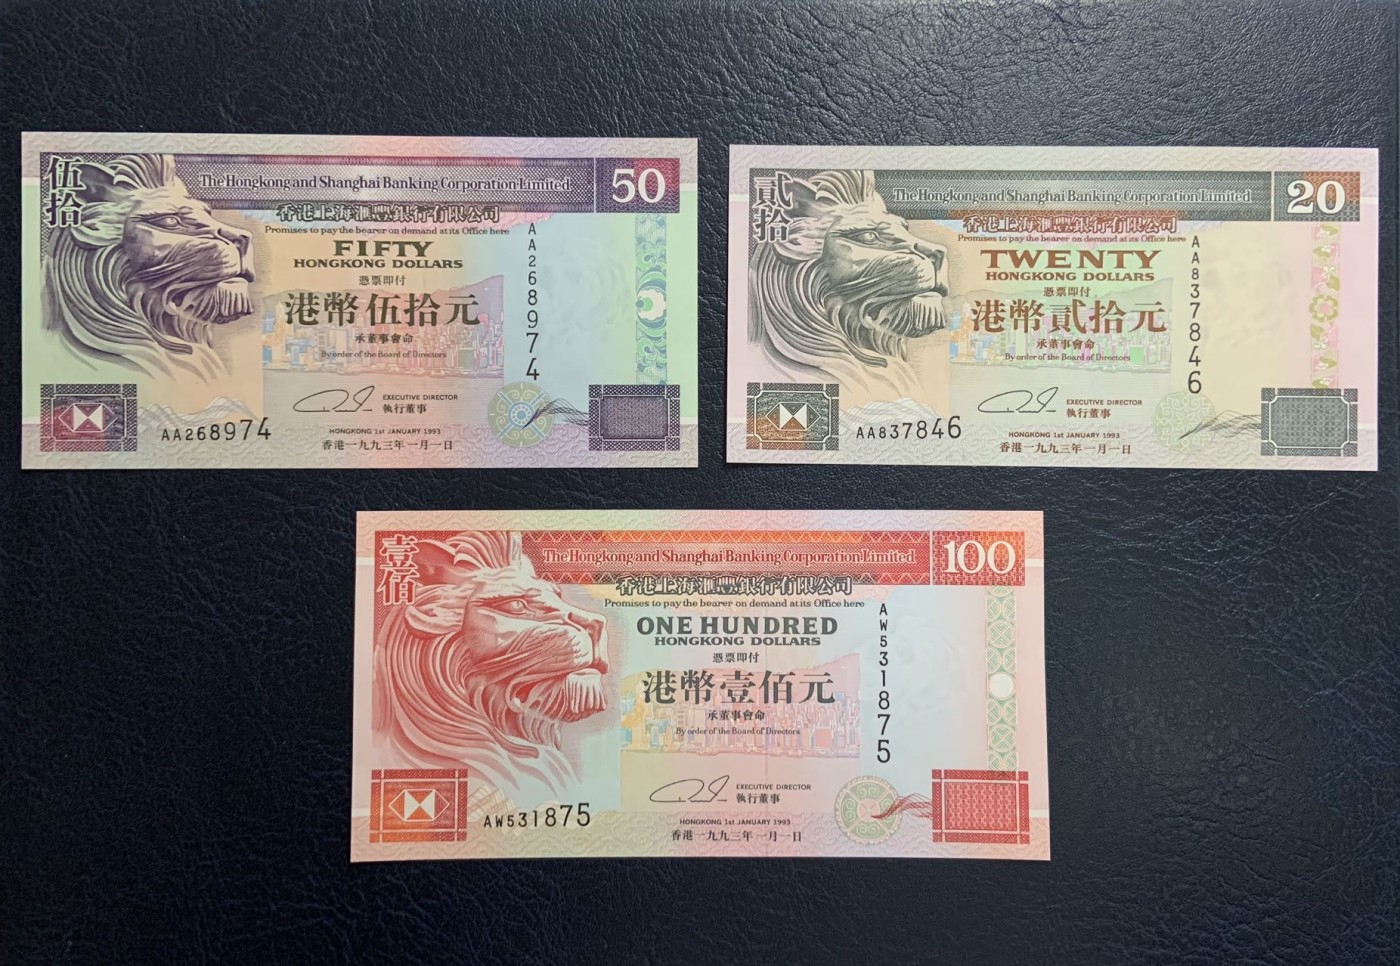 伍拾
The Hongkong and Shanghai Banking Corporation Limited
50
香港上海滙豐銀行有限公司
Promises to pay the bearer on demand at its Office here
FIFTY
HONGKONG DOLLARS
憑票即付
港幣伍拾元
承董事會命
By order of the Board of Directors
AA268974
EXECUTIVE DIRECTOR
執行董事
AA268974
HONGKONG 1st JANUARY 1993
香港一九九三年一月一日
貳拾
The Hongkong and Shanghai Banking Corporation Limited
20
香港上海滙豐銀行有限公司
Promises to pay the bearer on demand at its Office here
TWENTY
HONGKONG DOLLARS
憑票即付
港幣貳拾元
承董事會命
By order of the Board of Directors
AA837846
EXECUTIVE DIRECTOR
執行董事
AA837846
HONGKONG 1st JANUARY 1993
香港一九九三年一月一日
壹佰
The Hongkong and Shanghai Banking Corporation Limited
100
香港上海滙豐銀行有限公司
Promises to pay the bearer on demand at its Office here
ONE HUNDRED
HONGKONG DOLLARS
憑票即付
港幣壹佰元
承董事會命
By order of the Board of Directors
AW531875
EXECUTIVE DIRECTOR
執行董事
AW531875
HONGKONG 1st JANUARY 1993
香港一九九三年一月一日